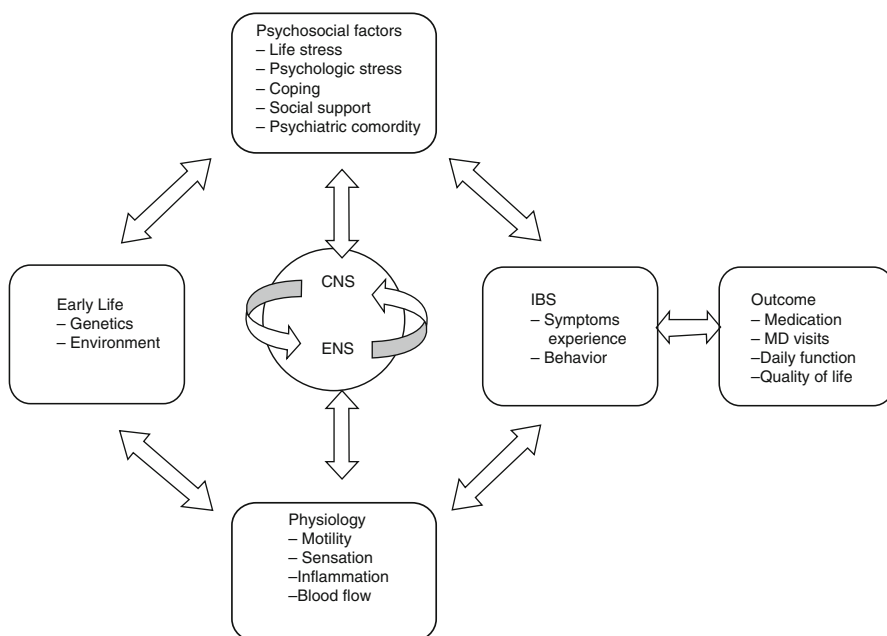 Psychosocial factors
– Life stress
– Psychologic stress
– Coping
– Social support
– Psychiatric comordity
CNS
ENS
Early Life
– Genetics
– Environment
IBS
– Symptoms
experience
– Behavior
Outcome
– Medication
– MD visits
–Daily function
–Quality of life
Physiology
– Motility
– Sensation
–Inflammation
–Blood flow